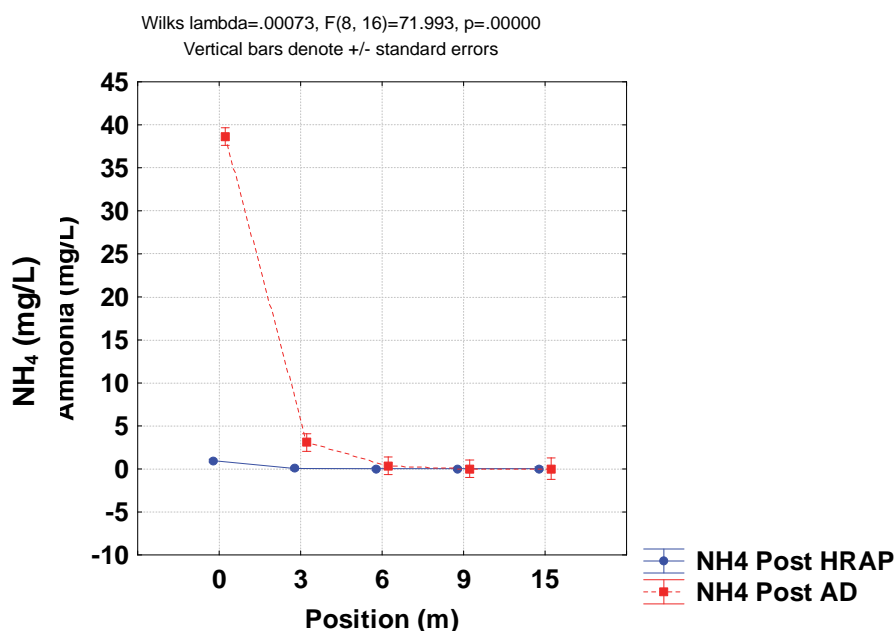 Wilks lambda=.00073, F(8, 16)=71.993, p=.00000
Vertical bars denote +/- standard errors
NH₄ (mg/L)
Ammonia (mg/L)
45
40
35
30
25
20
15
10
5
0
-5
-10
0 3 6 9 15
Position (m)
NH4 Post HRAP
NH4 Post AD